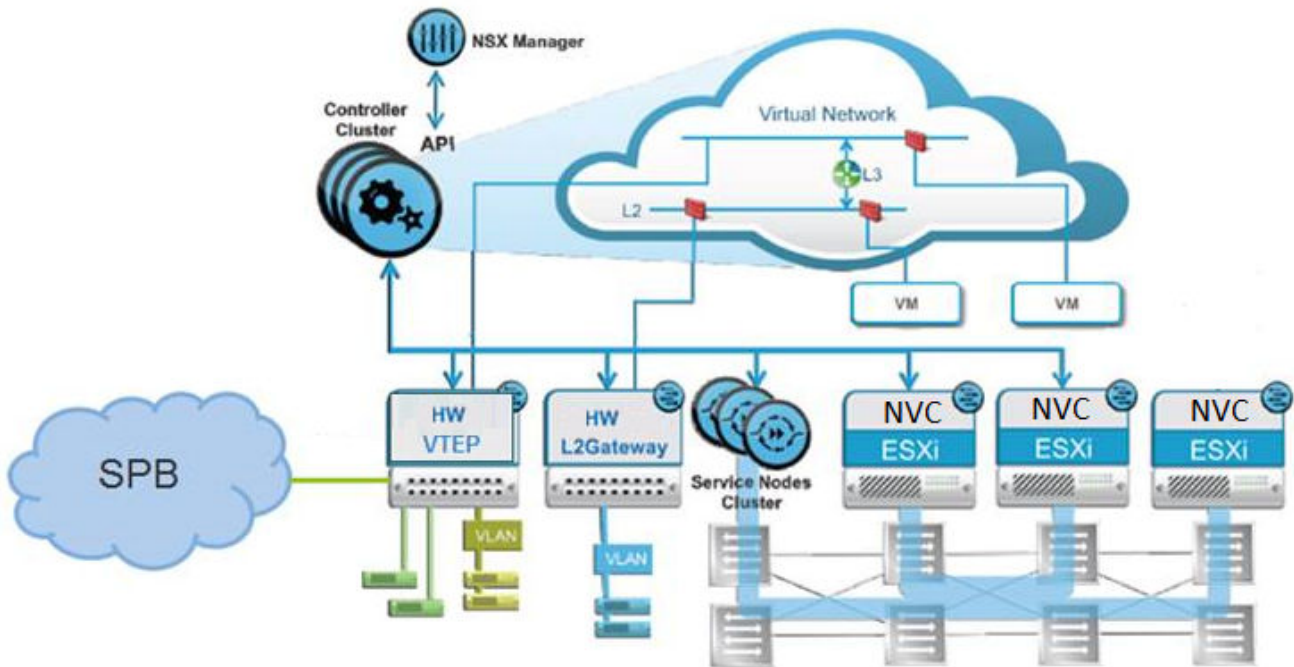 NSX Manager
Controller
Cluster
API
Virtual Network
L3
L2
VM
VM
HW
VTEP
HW
L2Gateway
NVC
ESXi
NVC
ESXi
NVC
ESXi
SPB
Service Nodes
Cluster
VLAN
VLAN